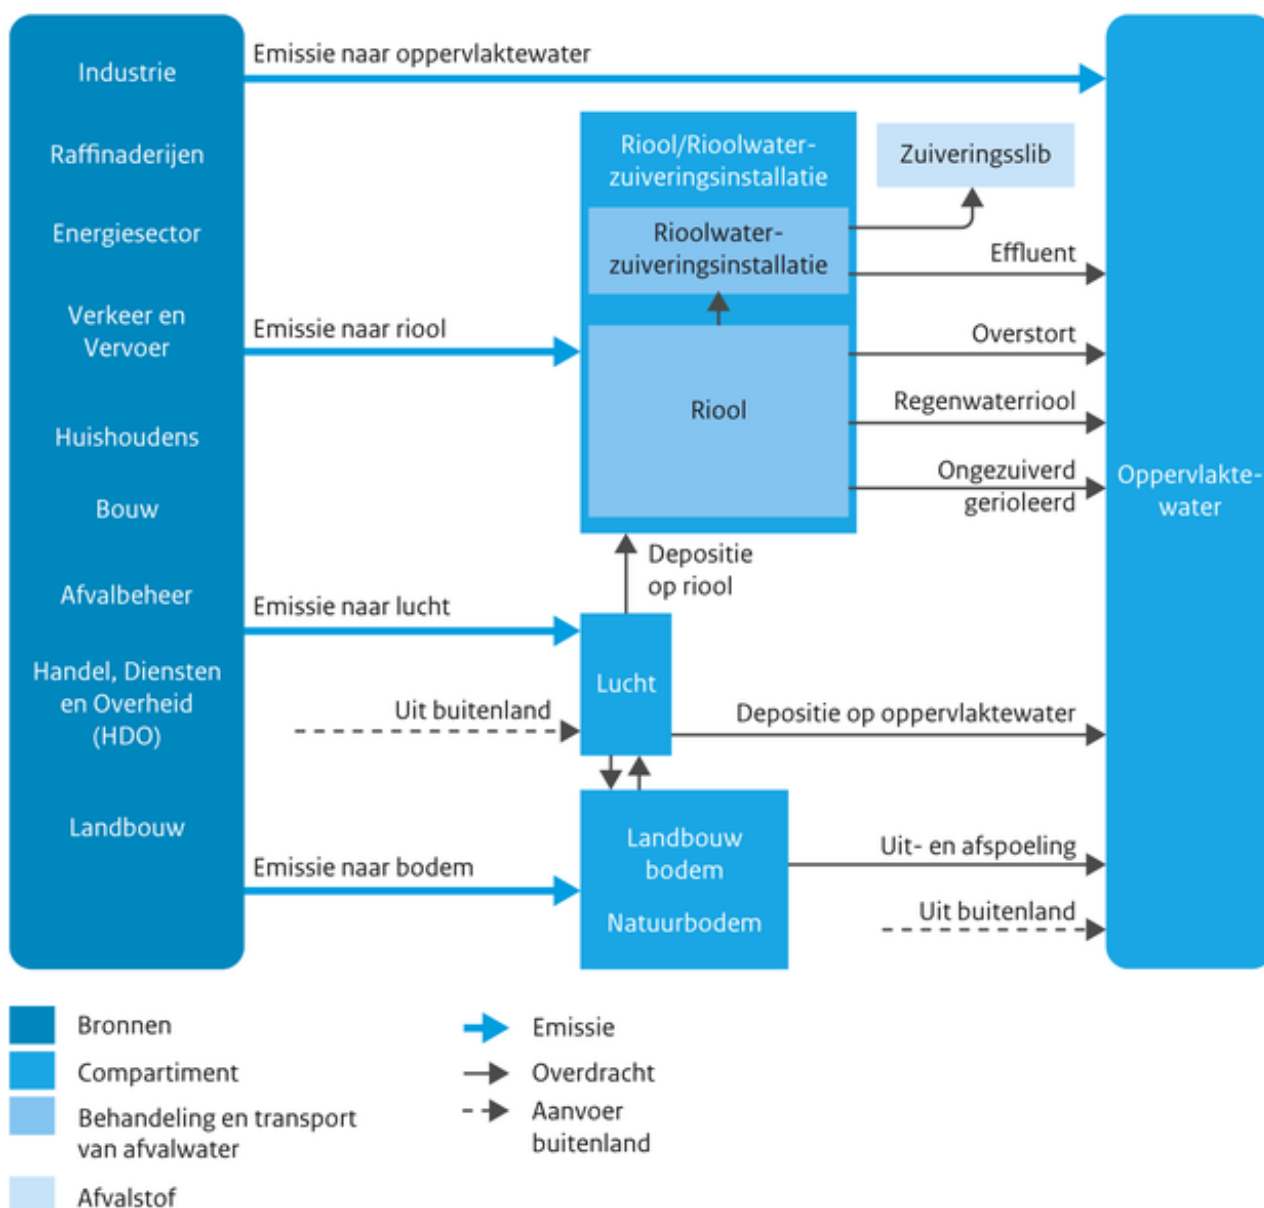 Industrie
Raffinaderijen
Energiesector
Verkeer en
Vervoer
Huishoudens
Bouw
Afvalbeheer
Handel, Diensten
en Overheid
(HDO)
Landbouw
Emissie naar oppervlaktewater
Emissie naar riool
Emissie naar lucht
Uit buitenland
Emissie naar bodem
Riool/Rioolwater-
zuiveringsinstallatie
Rioolwater-
zuiveringsinstallatie
Riool
Depositie
op riool
Lucht
Landbouw
bodem
Natuurbodem
Zuiveringsslib
Effluent
Overstort
Regenwaterriool
Ongezuiverd
gerioleerd
Depositie op oppervlaktewater
Uit- en afspoeling
Uit buitenland
Oppervlakte-
water
Bronnen
Compartiment
Behandeling en transport
van afvalwater
Afvalstof
Emissie
Overdracht
Aanvoer
buitenland